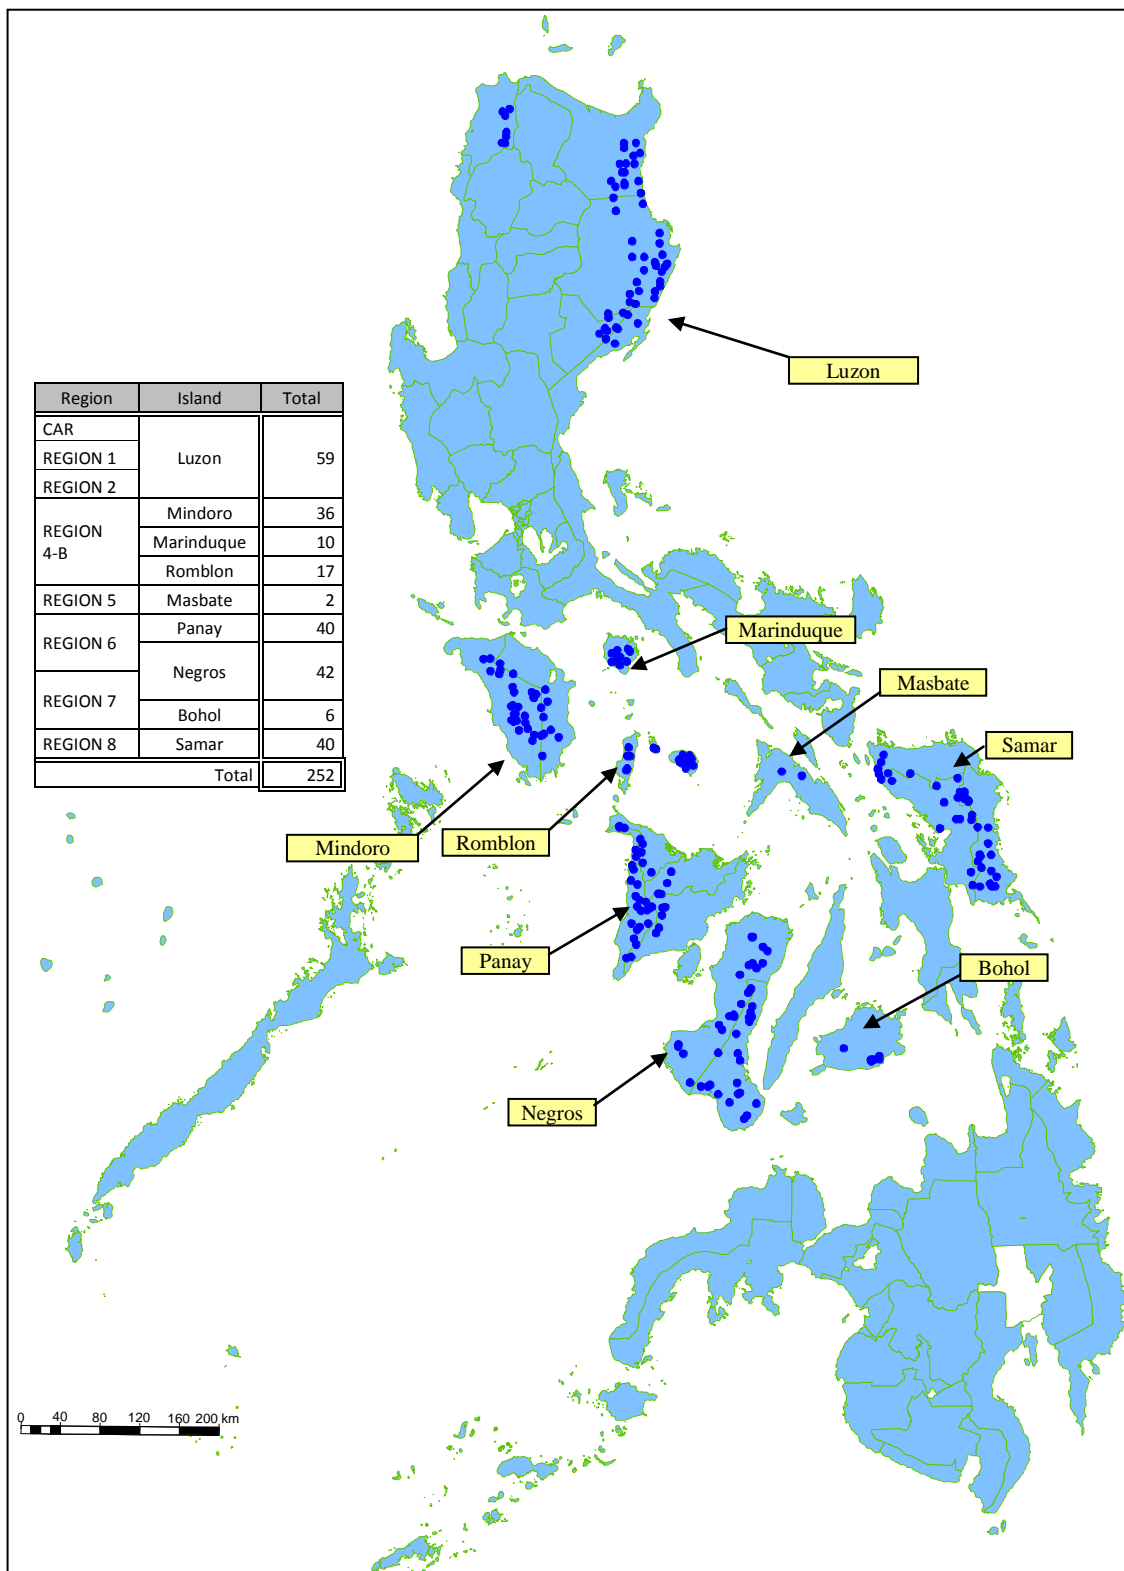 Luzon
Region Island Total
CAR
REGION 1 Luzon 59
REGION 2
REGION
4-B
Mindoro 36
Marinduque 10
Romblon 17
REGION 5 Masbate 2
REGION 6 Panay 40
Negros 42
REGION 7
Bohol 6
REGION 8 Samar 40
Total 252
Marinduque
Masbate
Samar
Mindoro
Romblon
Panay
Bohol
Negros
0 40 80 120 160 200 km